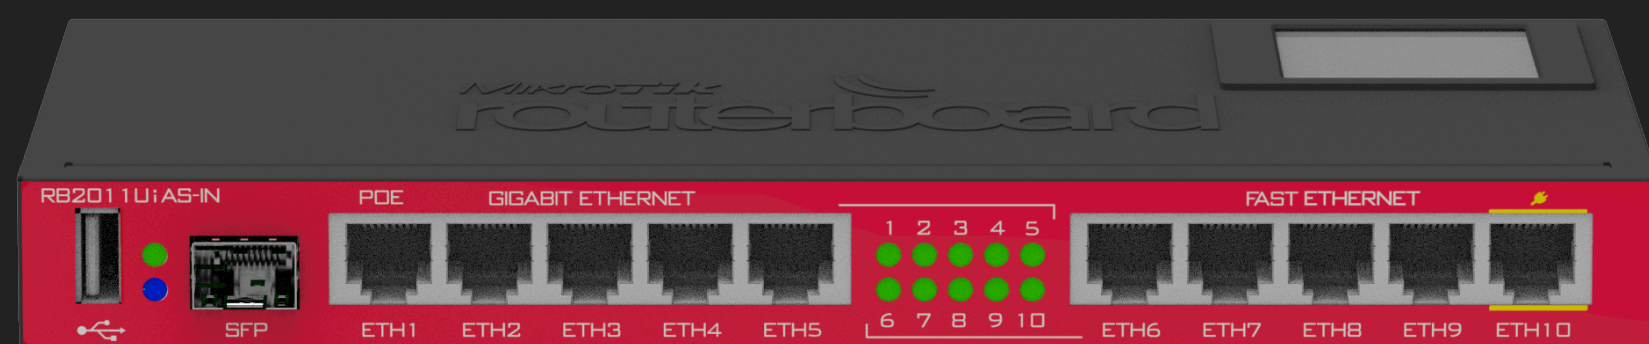 MikroTik
routerboard
RB2011UiAS-IN
POE
GIGABIT ETHERNET
FAST ETHERNET
1 2 3 4 5
6 7 8 9 10
SFP
ETH1
ETH2
ETH3
ETH4
ETH5
ETH6
ETH7
ETH8
ETH9
ETH10